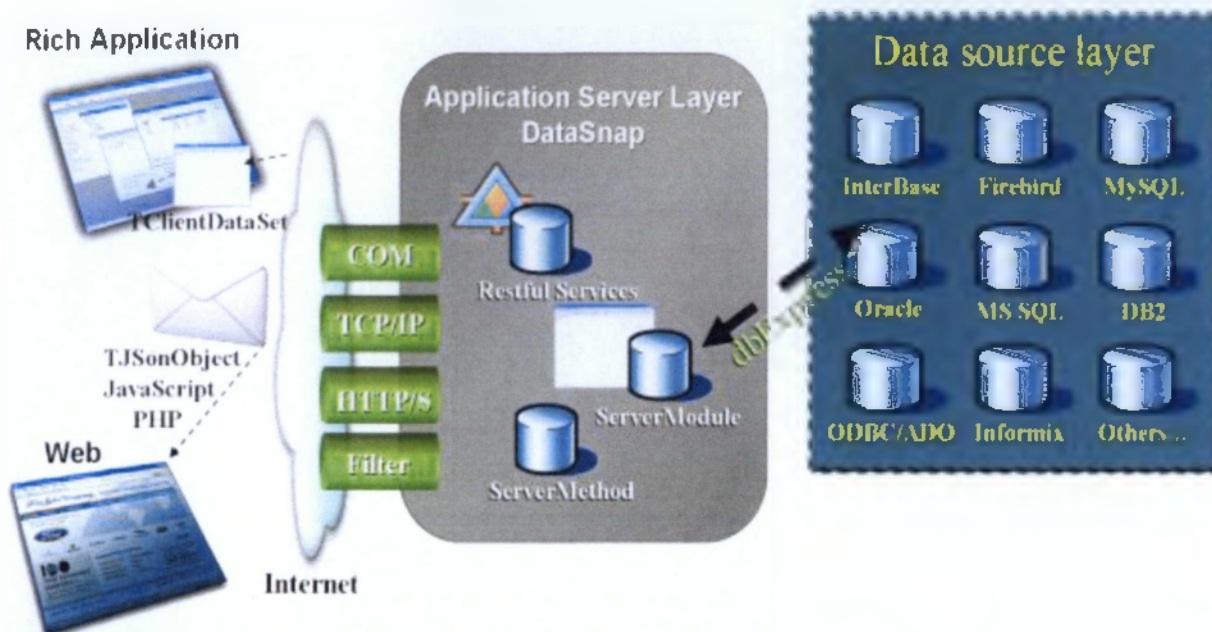 Rich Application
TClientDataSet
TJSonObject
JavaScript
PHP
Web
Internet
COM
TCP/IP
HTTP/S
Filter
Application Server Layer
DataSnap
Restful Services
ServerModule
ServerMethod
dbExpress
Data source layer
InterBase
Firebird
MySQL
Oracle
MS SQL
DB2
ODBC/ADO
Informix
Others...